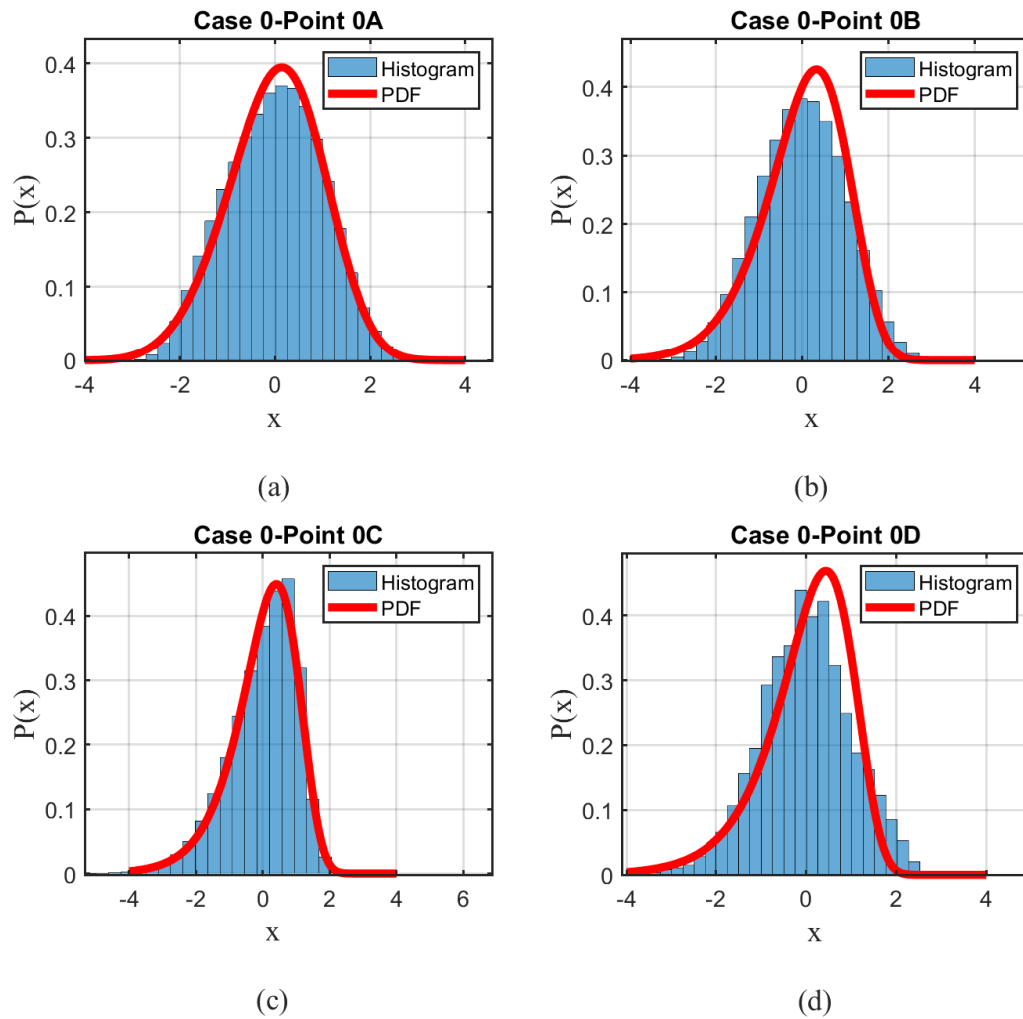 Case 0-Point 0A
Histogram
PDF
P(x)
0.4
0.3
0.2
0.1
0
-4 -2 0 2 4
x
(a)
Case 0-Point 0B
Histogram
PDF
P(x)
0.4
0.3
0.2
0.1
0
-4 -2 0 2 4
x
(b)
Case 0-Point 0C
Histogram
PDF
P(x)
0.4
0.3
0.2
0.1
0
-4 -2 0 2 4 6
x
(c)
Case 0-Point 0D
Histogram
PDF
P(x)
0.4
0.3
0.2
0.1
0
-4 -2 0 2 4
x
(d)